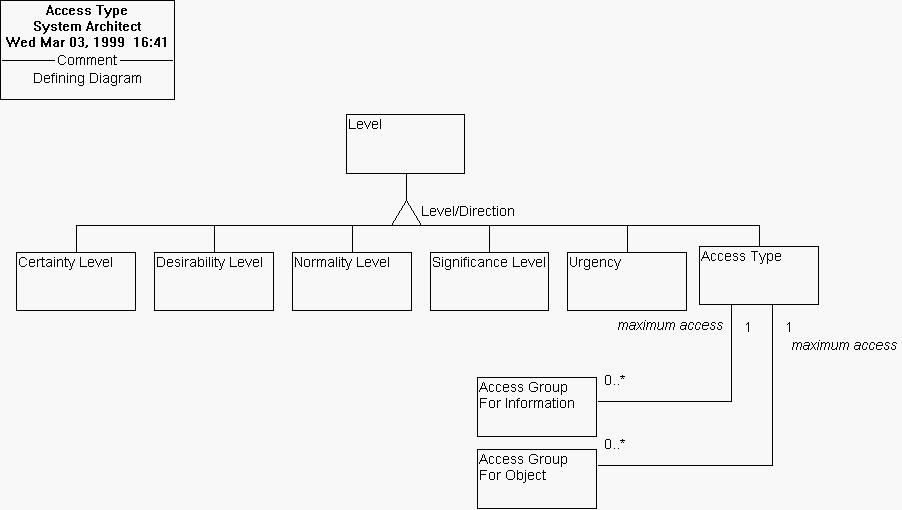 Access Type
System Architect
Wed Mar 03, 1999  16:41
Comment
Defining Diagram
Level
Level/Direction
Certainty Level
Desirability Level
Normality Level
Significance Level
Urgency
Access Type
maximum access
1
1
maximum access
Access Group
For Information
0..*
Access Group
For Object
0..*